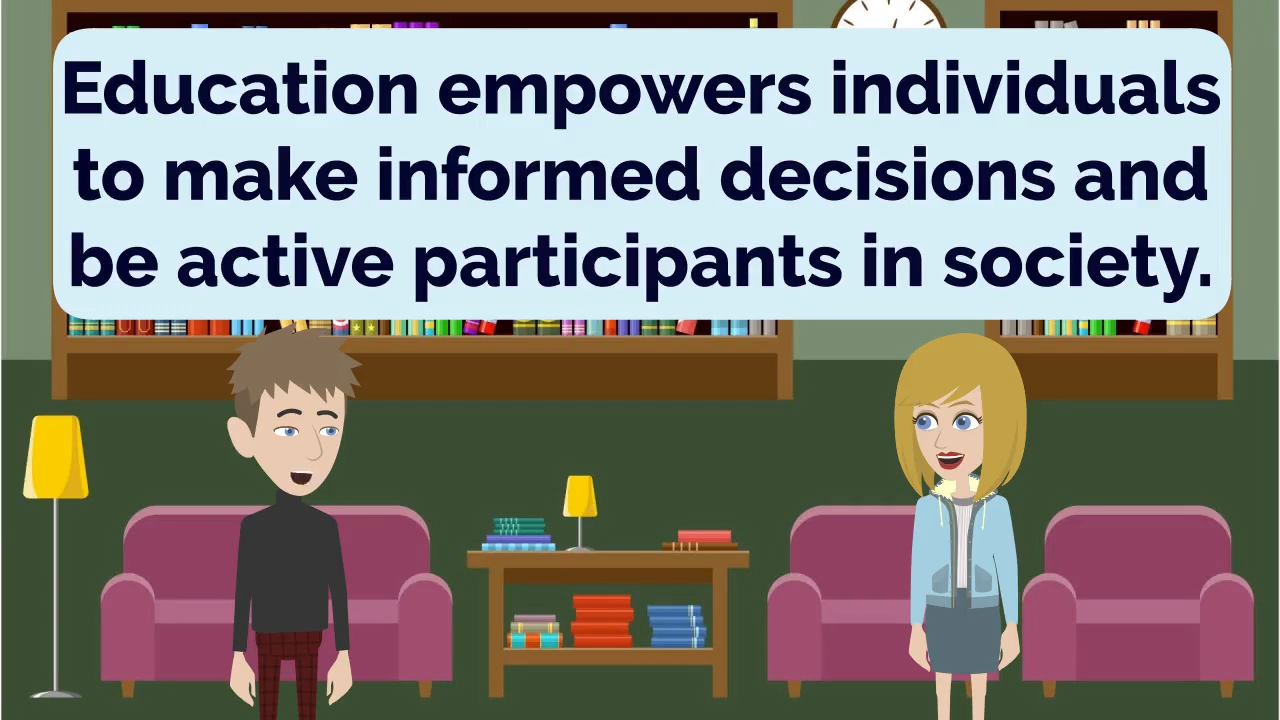 Education empowers individuals
to make informed decisions and
be active participants in society.